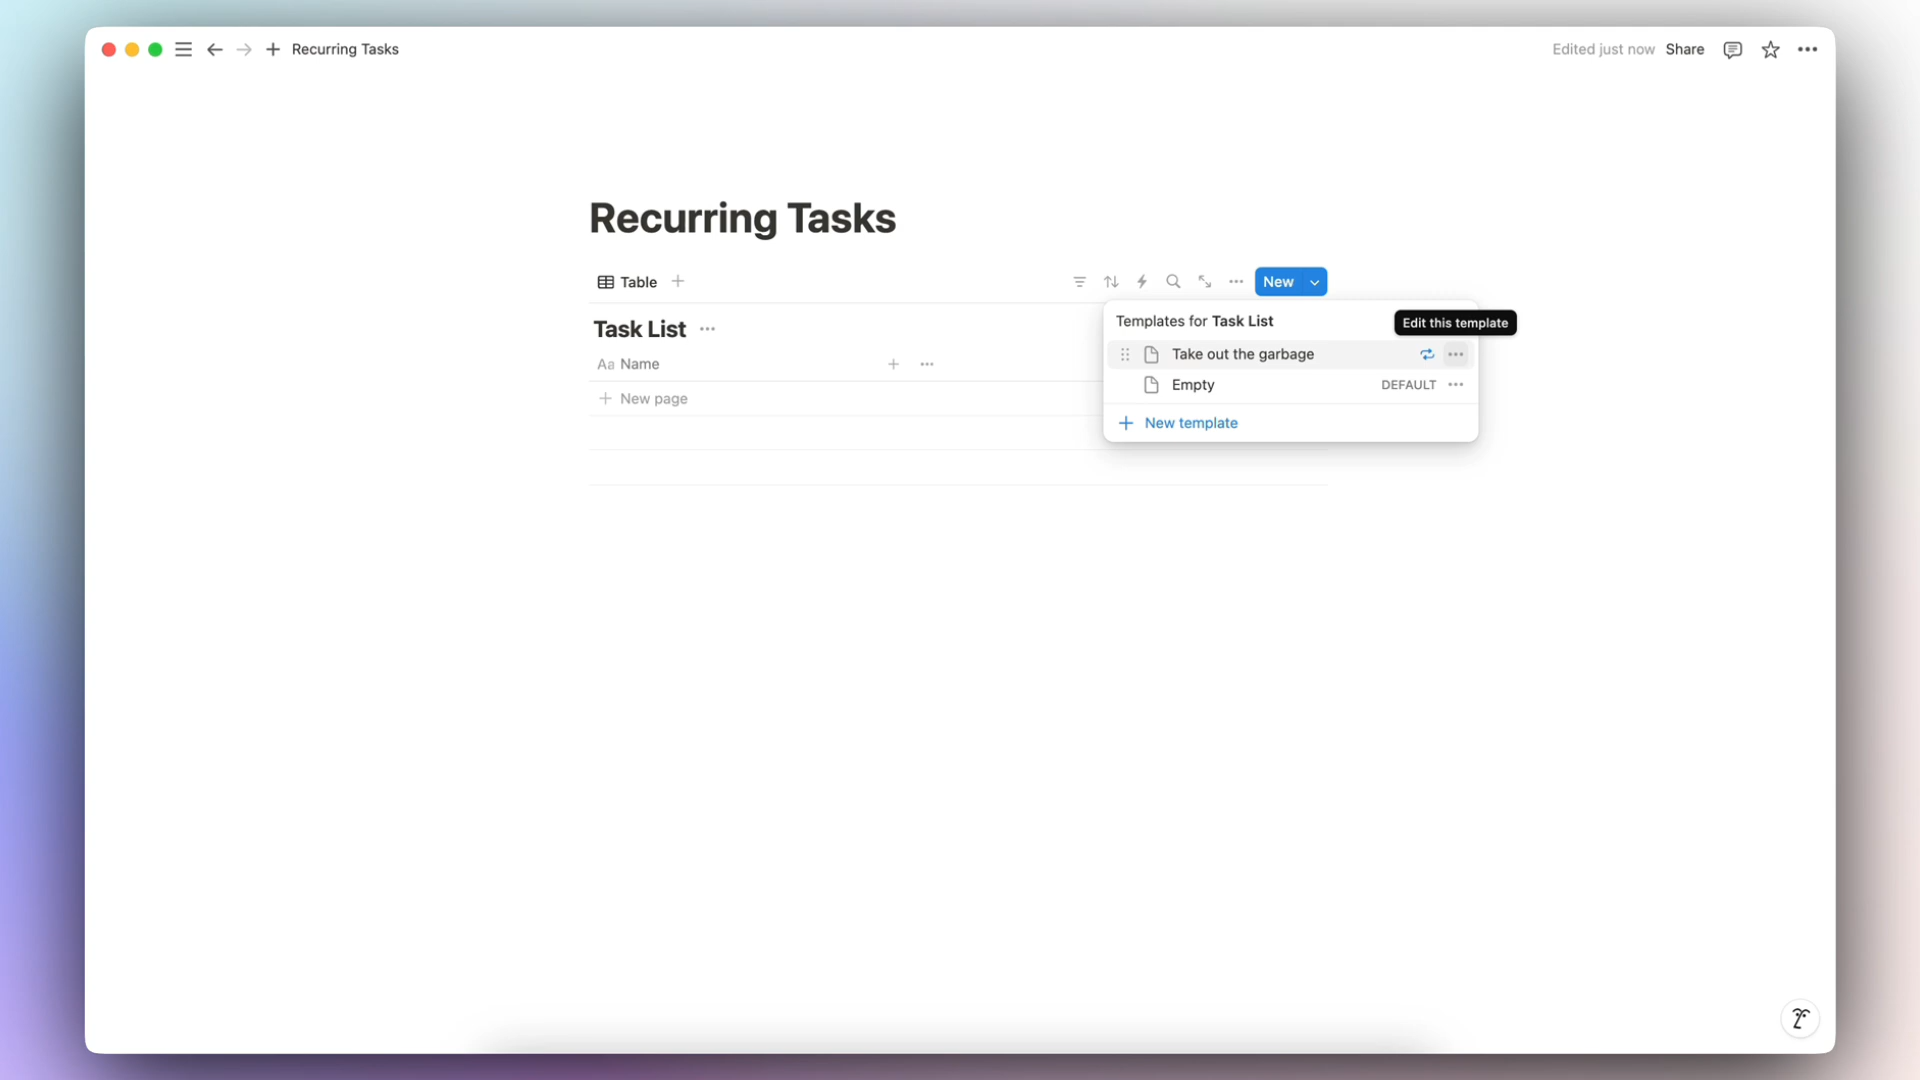 Recurring Tasks
Edited just now Share
Recurring Tasks
Table
New
Templates for Task List
Edit this template
Task List
Take out the garbage
Aa Name
Empty DEFAULT
New page
New template